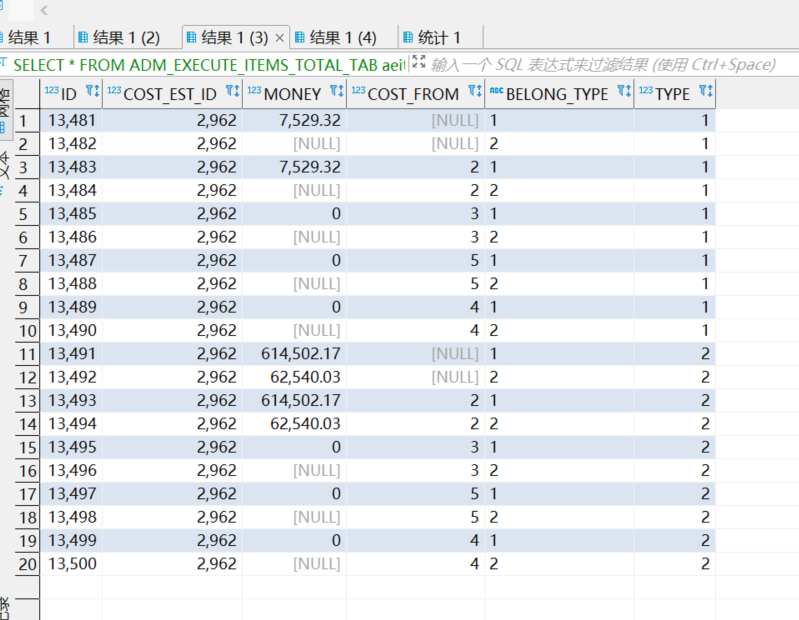 结果 1 结果 1 (2) 结果 1 (3) 结果 1 (4) 统计 1
SELECT * FROM ADM_EXECUTE_ITEMS_TOTAL_TAB aeit 输入一个 SQL 表达式来过滤结果 (使用 Ctrl+Space)
网格
文本
123 ID 123 COST_EST_ID 123 MONEY 123 COST_FROM ABC BELONG_TYPE 123 TYPE
1 13,481 2,962 7,529.32 [NULL] 1 1
2 13,482 2,962 [NULL] [NULL] 2 1
3 13,483 2,962 7,529.32 2 1 1
4 13,484 2,962 [NULL] 2 2 1
5 13,485 2,962 0 3 1 1
6 13,486 2,962 [NULL] 3 2 1
7 13,487 2,962 0 5 1 1
8 13,488 2,962 [NULL] 5 2 1
9 13,489 2,962 0 4 1 1
10 13,490 2,962 [NULL] 4 2 1
11 13,491 2,962 614,502.17 [NULL] 1 2
12 13,492 2,962 62,540.03 [NULL] 2 2
13 13,493 2,962 614,502.17 2 1 2
14 13,494 2,962 62,540.03 2 2 2
15 13,495 2,962 0 3 1 2
16 13,496 2,962 [NULL] 3 2 2
17 13,497 2,962 0 5 1 2
18 13,498 2,962 [NULL] 5 2 2
19 13,499 2,962 0 4 1 2
20 13,500 2,962 [NULL] 4 2 2